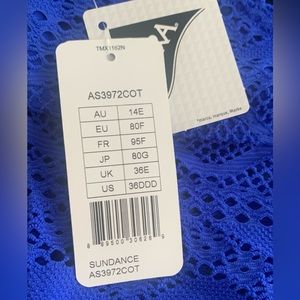 TMX1162N
A
AS3972COT
AU 14E
EU 80F
FR 95F
JP 80G
UK 36E
US 36DDD
SUNDANCE
AS3972COT